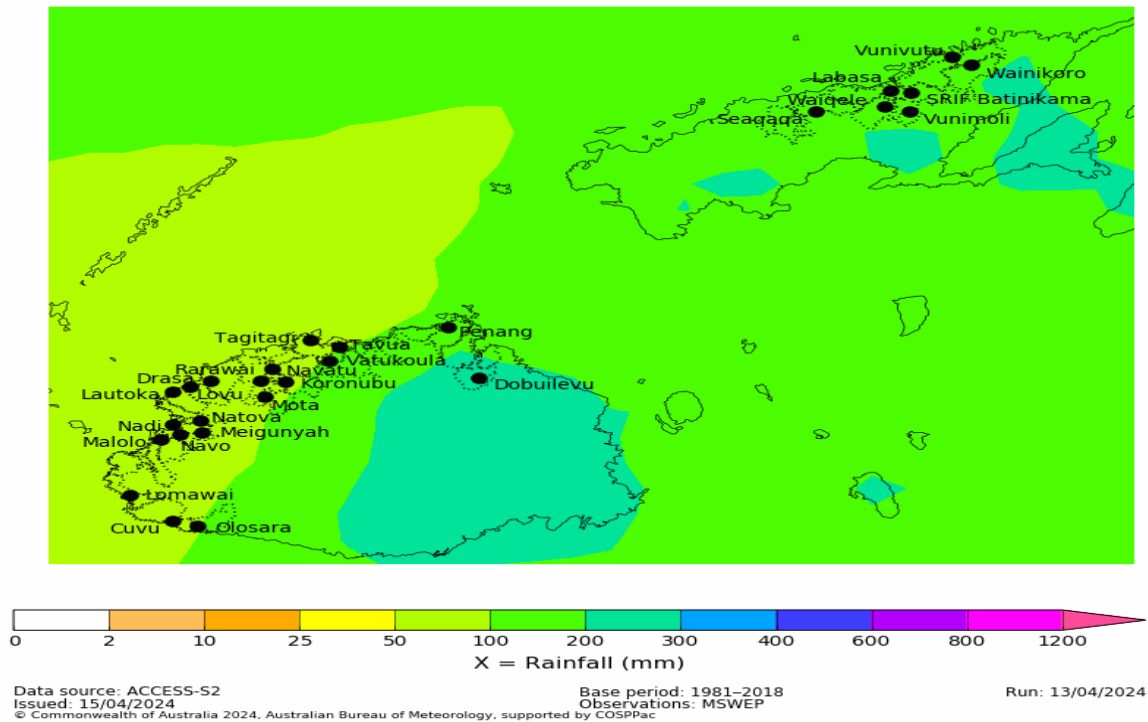 Vunivutu
Wainikoro
Labasa
SRIF Batinikama
Waiqele
Seaqaqa
Vunimoli
Penang
Tagitagi
Tavua
Vatukoula
Rarawai
Navatu
Drasa
Koronubu
Dobuilevu
Lautoka
Lovu
Mota
Natova
Nadi
Meigunyah
Malolo
Navo
Lomawai
Cuvu
Olosara
0 2 10 25 50 100 200 300 400 600 800 1200
X = Rainfall (mm)
Data source: ACCESS-S2 Base period: 1981–2018 Run: 13/04/2024
Issued: 15/04/2024 Observations: MSWEP
© Commonwealth of Australia 2024, Australian Bureau of Meteorology, supported by COSPPac